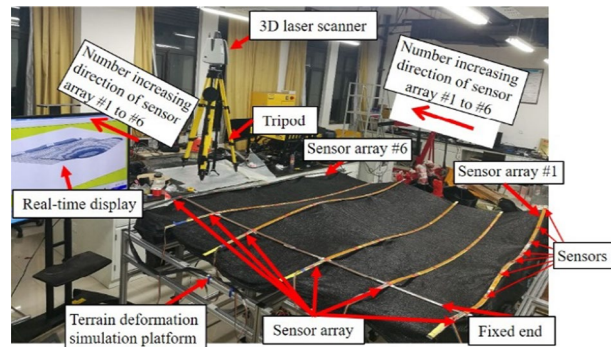 3D laser scanner
Number increasing
direction of sensor
array #1 to #6
Number increasing
direction of sensor
array #1 to #6
Tripod
Sensor array #6
Sensor array #1
Real-time display
Sensors
Terrain deformation
simulation platform
Sensor array
Fixed end